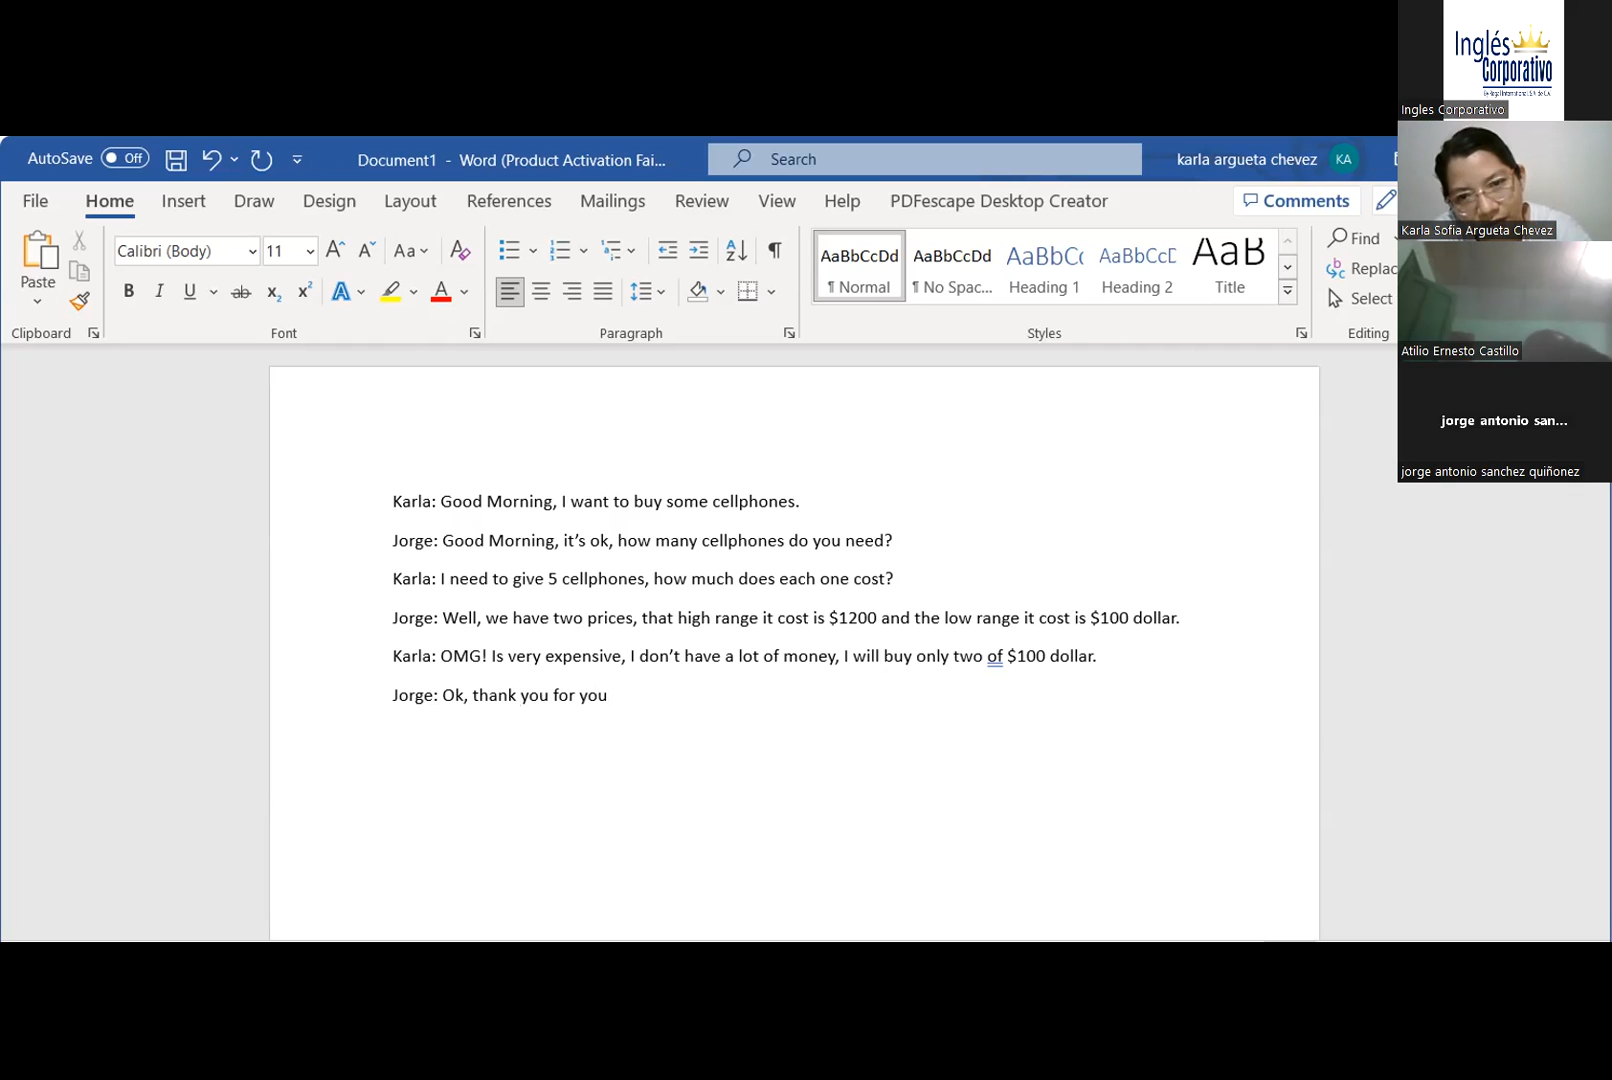 Inglés
Corporativo
Ingles Corporativo
AutoSave Off
Document1 - Word (Product Activation Fai...
Search
karla argueta chevez KA
File Home Insert Draw Design Layout References Mailings Review View Help PDFescape Desktop Creator Comments
Karla Sofia Argueta Chevez
Paste
Calibri (Body) 11
AaBbCcDd AaBbCcDd AaBbCc AaBbCcD AaB
¶ Normal ¶ No Spac... Heading 1 Heading 2 Title
Find
Replac
Select
Clipboard Font Paragraph Styles Editing
Atilio Ernesto Castillo
jorge antonio san...
jorge antonio sanchez quiñonez
Karla: Good Morning, I want to buy some cellphones.
Jorge: Good Morning, it’s ok, how many cellphones do you need?
Karla: I need to give 5 cellphones, how much does each one cost?
Jorge: Well, we have two prices, that high range it cost is $1200 and the low range it cost is $100 dollar.
Karla: OMG! Is very expensive, I don’t have a lot of money, I will buy only two of $100 dollar.
Jorge: Ok, thank you for you